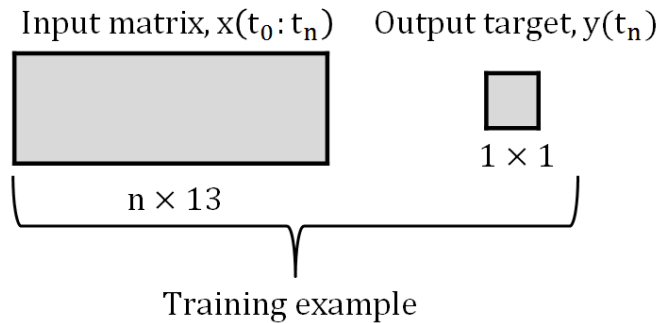 Input matrix, x(t₀: tₙ)
Output target, y(tₙ)
1 × 1
n × 13
Training example